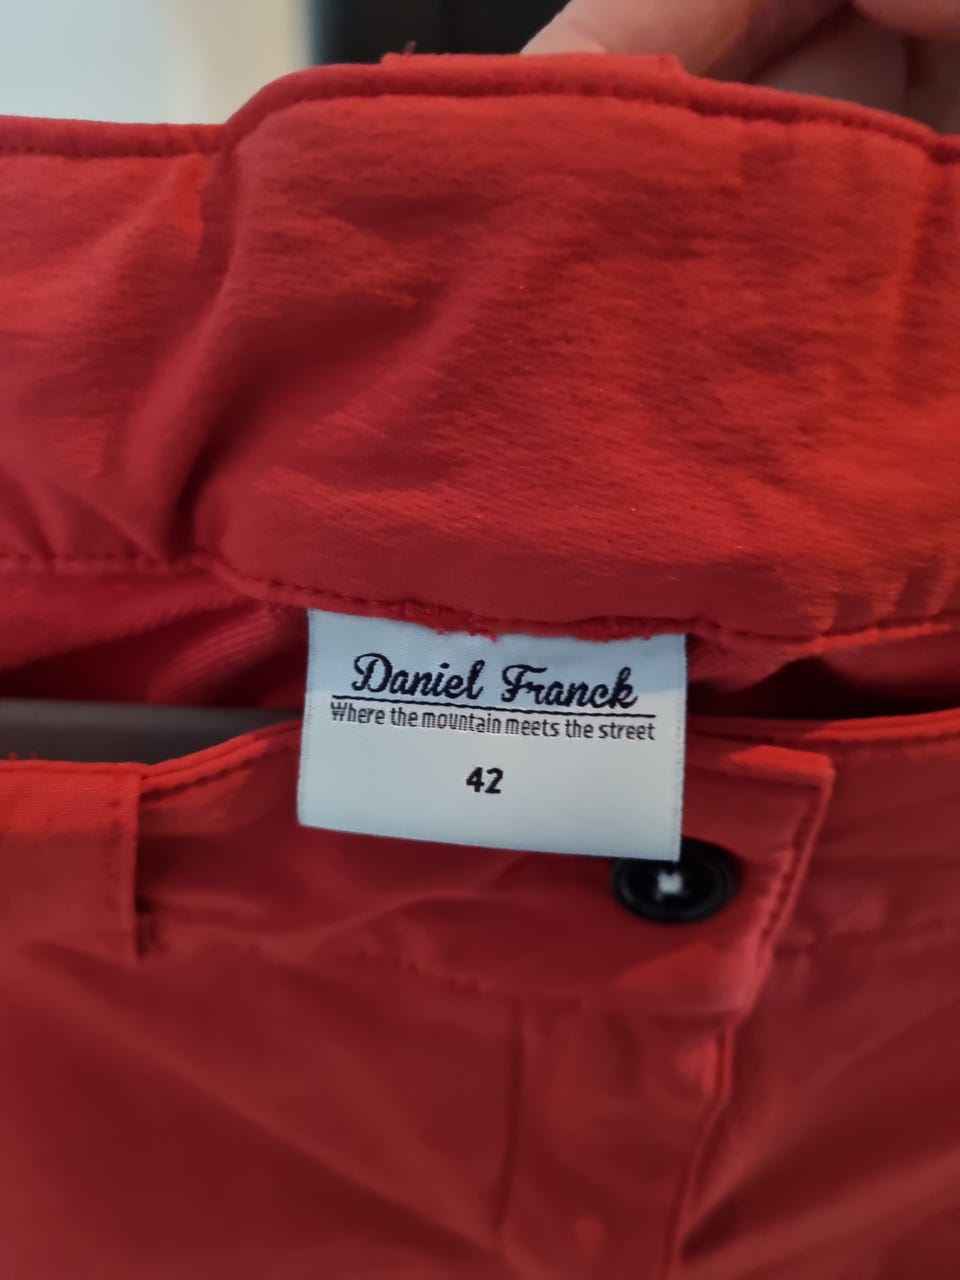 Daniel Franck
Where the mountain meets the street
42